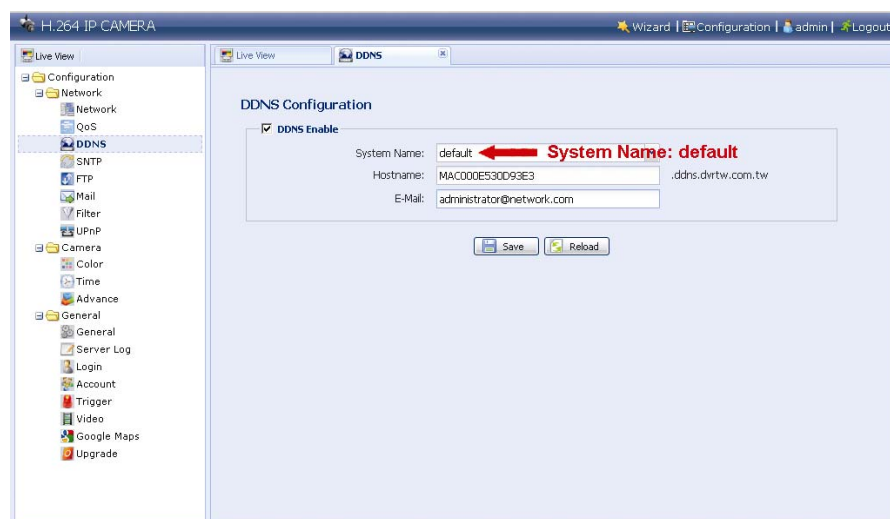 H.264 IP CAMERA
Wizard | Configuration | admin | Logout
Live View
Live View
DDNS
Configuration
Network
Network
QoS
DDNS
SNTP
FTP
Mail
Filter
UPnP
Camera
Color
Time
Advance
General
General
Server Log
Login
Account
Trigger
Video
Google Maps
Upgrade
DDNS Configuration
DDNS Enable
System Name: default System Name: default
Hostname: MAC000E530D93E3 .ddns.dvrtw.com.tw
E-Mail: administrator@network.com
Save Reload